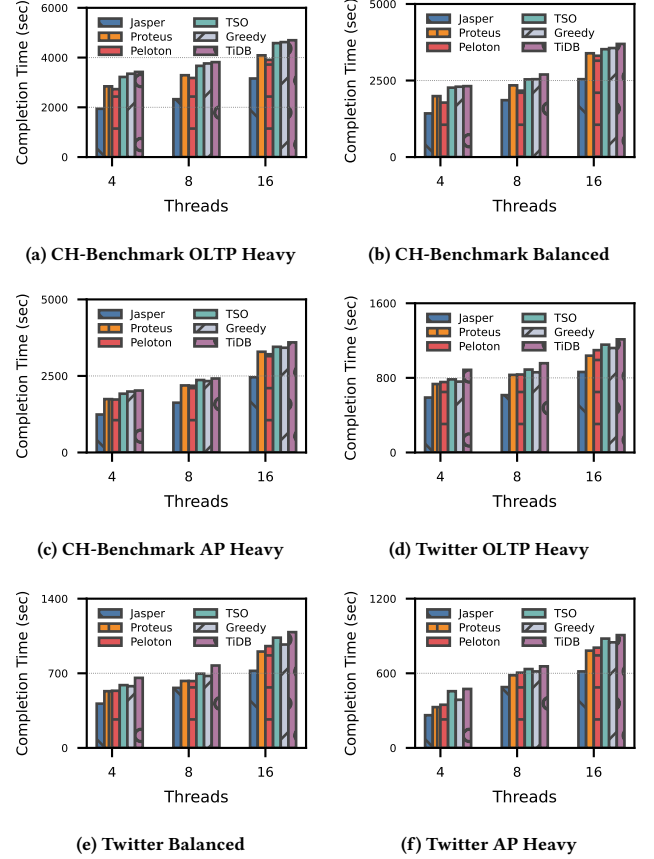 6000
4000
2000
0
Completion Time (sec)
Jasper
Proteus
Peloton
TSO
Greedy
TiDB
4
8
16
Threads
(a) CH-Benchmark OLTP Heavy
5000
2500
0
Completion Time (sec)
Jasper
Proteus
Peloton
TSO
Greedy
TiDB
4
8
16
Threads
(b) CH-Benchmark Balanced
5000
2500
0
Completion Time (sec)
Jasper
Proteus
Peloton
TSO
Greedy
TiDB
4
8
16
Threads
(c) CH-Benchmark AP Heavy
1600
800
0
Completion Time (sec)
Jasper
Proteus
Peloton
TSO
Greedy
TiDB
4
8
16
Threads
(d) Twitter OLTP Heavy
1400
700
0
Completion Time (sec)
Jasper
Proteus
Peloton
TSO
Greedy
TiDB
4
8
16
Threads
(e) Twitter Balanced
1200
600
0
Completion Time (sec)
Jasper
Proteus
Peloton
TSO
Greedy
TiDB
4
8
16
Threads
(f) Twitter AP Heavy